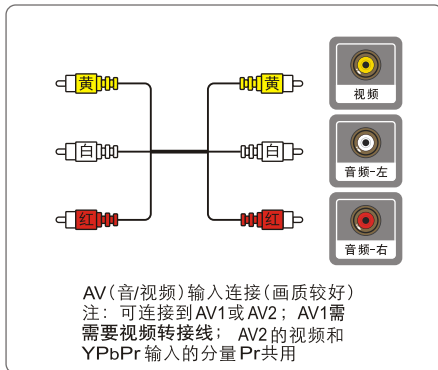 黄 黄
视频
白 白
音频-左
红 红
音频-右
AV(音/视频)输入连接(画质较好)
注：可连接到AV1或AV2；AV1需
需要视频转接线；AV2的视频和
YPbPr输入的分量Pr共用